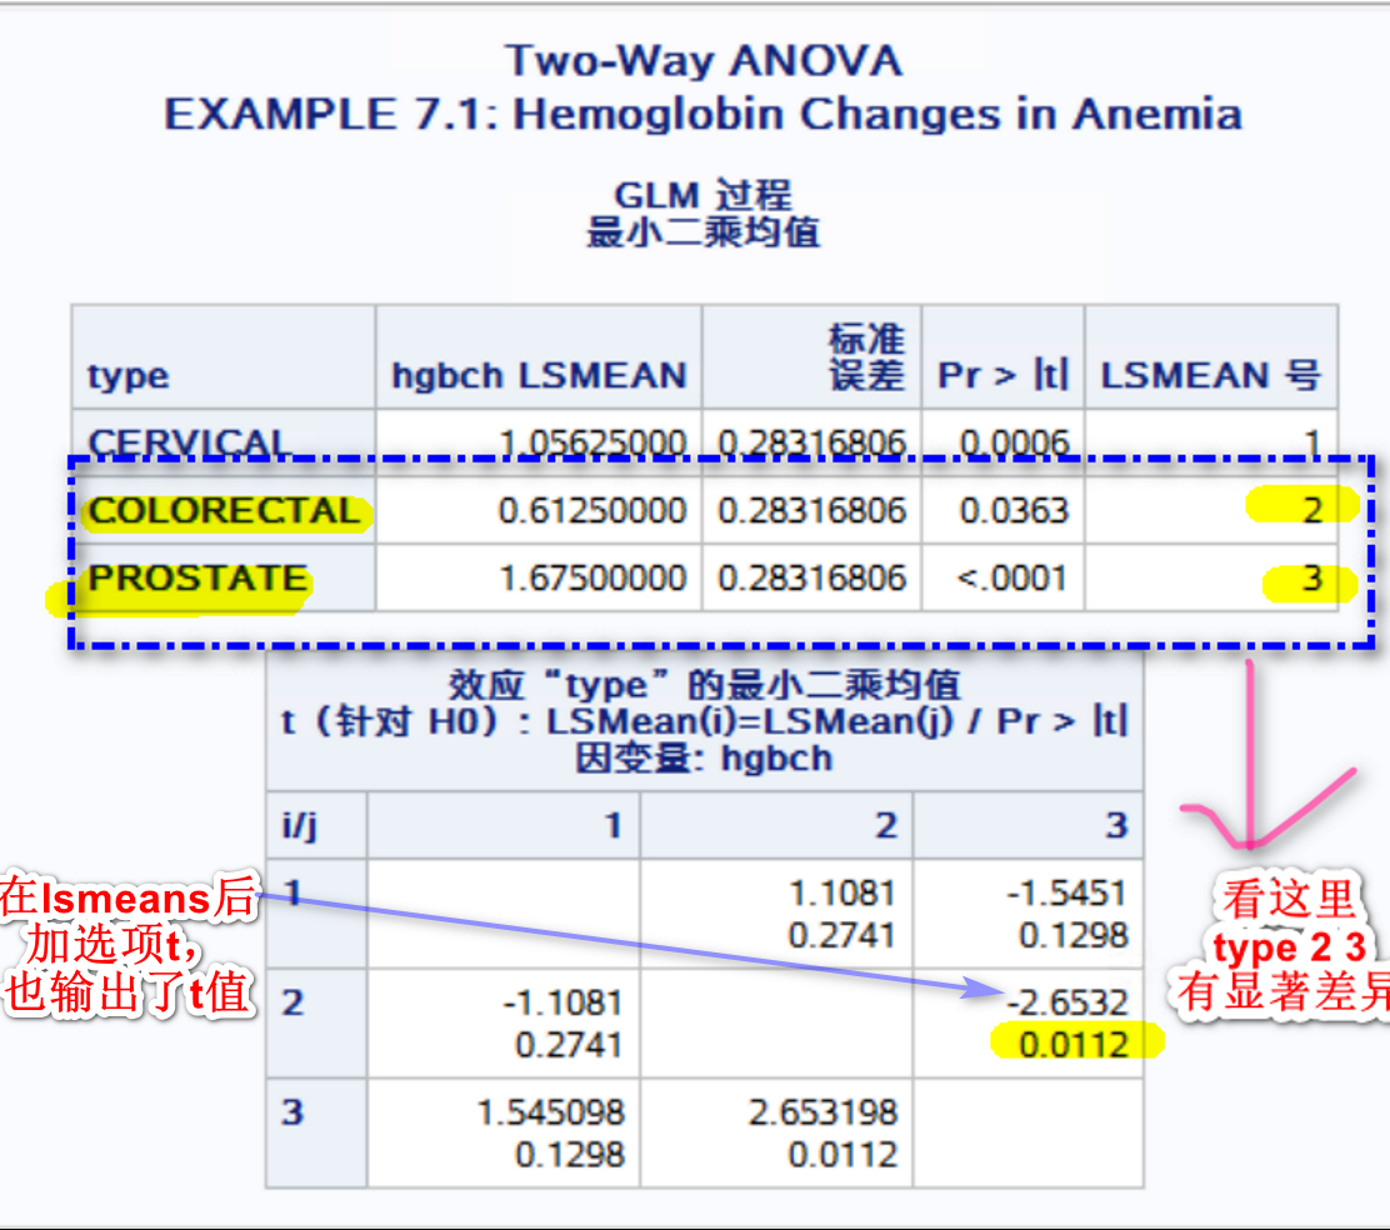 Two-Way ANOVA
EXAMPLE 7.1: Hemoglobin Changes in Anemia
GLM 过程
最小二乘均值
type hgbch LSMEAN 标准误差 Pr > |t| LSMEAN 号
CERVICAL 1.05625000 0.28316806 0.0006 1
COLORECTAL 0.61250000 0.28316806 0.0363 2
PROSTATE 1.67500000 0.28316806 <.0001 3
效应“type”的最小二乘均值
t（针对 H0）: LSMean(i)=LSMean(j) / Pr > |t|
因变量: hgbch
i/j 1 2 3
1 1.1081 -1.5451
0.2741 0.1298
2 -1.1081 -2.6532
0.2741 0.0112
3 1.545098 2.653198
0.1298 0.0112
在lsmeans后
加选项t,
也输出了t值
看这里
type 2 3
有显著差异